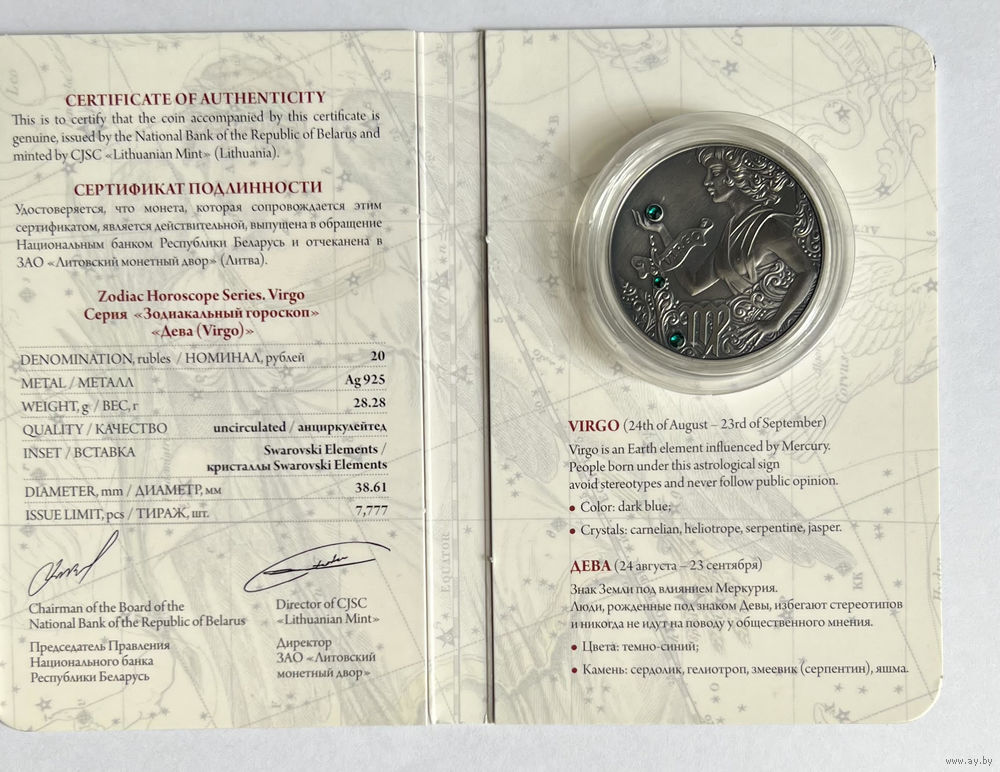 CERTIFICATE OF AUTHENTICITY
This is to certify that the coin accompanied by this certificate is
genuine, issued by the National Bank of the Republic of Belarus and
minted by CJSC «Lithuanian Mint» (Lithuania).
СЕРТИФИКАТ ПОДЛИННОСТИ
Удостоверяется, что монета, которая сопровождается этим
сертификатом, является действительной, выпущена в обращение
Национальным банком Республики Беларусь и отчеканена в
ЗАО «Литовский монетный двор» (Литва).
Zodiac Horoscope Series. Virgo
Серия «Зодиакальный гороскоп»
«Дева (Virgo)»
DENOMINATION, rubles / НОМИНАЛ, рублей 20
METAL / МЕТАЛЛ Ag 925
WEIGHT, g / ВЕС, г 28.28
QUALITY / КАЧЕСТВО uncirculated / анциркулейтед
INSET / ВСТАВКА Swarovski Elements /
кристаллы Swarovski Elements
DIAMETER, mm / ДИАМЕТР, мм 38.61
ISSUE LIMIT, pcs / ТИРАЖ, шт. 7,777
Chairman of the Board of the
National Bank of the Republic of Belarus
Председатель Правления
Национального банка
Республики Беларусь
Director of CJSC
«Lithuanian Mint»
Директор
ЗАО «Литовский
монетный двор»
EQUATOR
VIRGO
VIRGO (24th of August – 23rd of September)
Virgo is an Earth element influenced by Mercury.
People born under this astrological sign
avoid stereotypes and never follow public opinion.
• Color: dark blue;
• Crystals: carnelian, heliotrope, serpentine, jasper.
ДЕВА (24 августа – 23 сентября)
Знак Земли под влиянием Меркурия.
Люди, рожденные под знаком Девы, избегают стереотипов
и никогда не идут на поводу у общественного мнения.
• Цвета: темно-синий;
• Камень: сердолик, гелиотроп, змеевик (серпентин), яшма.
www.ay.by